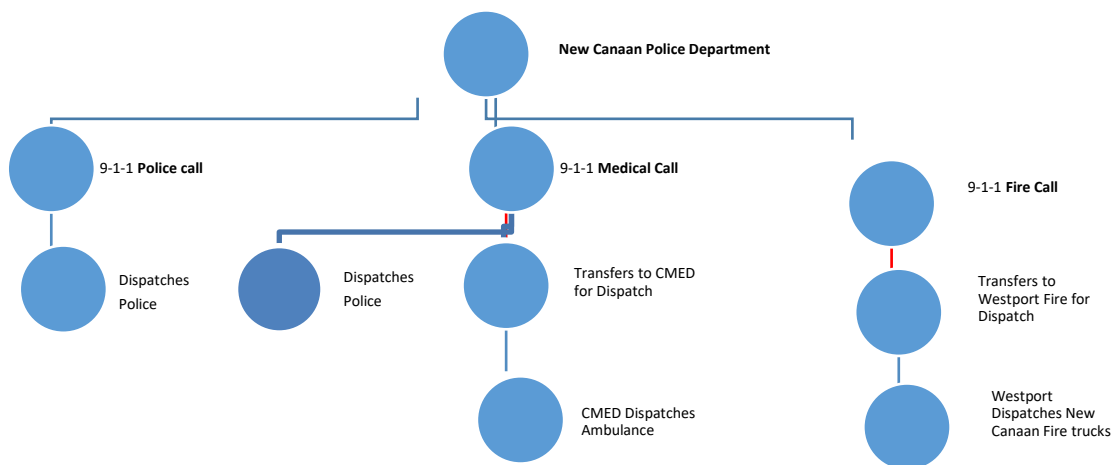 New Canaan Police Department
9-1-1 Police call
9-1-1 Medical Call
9-1-1 Fire Call
Dispatches
Police
Dispatches
Police
Transfers to CMED
for Dispatch
Transfers to
Westport Fire for
Dispatch
CMED Dispatches
Ambulance
Westport
Dispatches New
Canaan Fire trucks